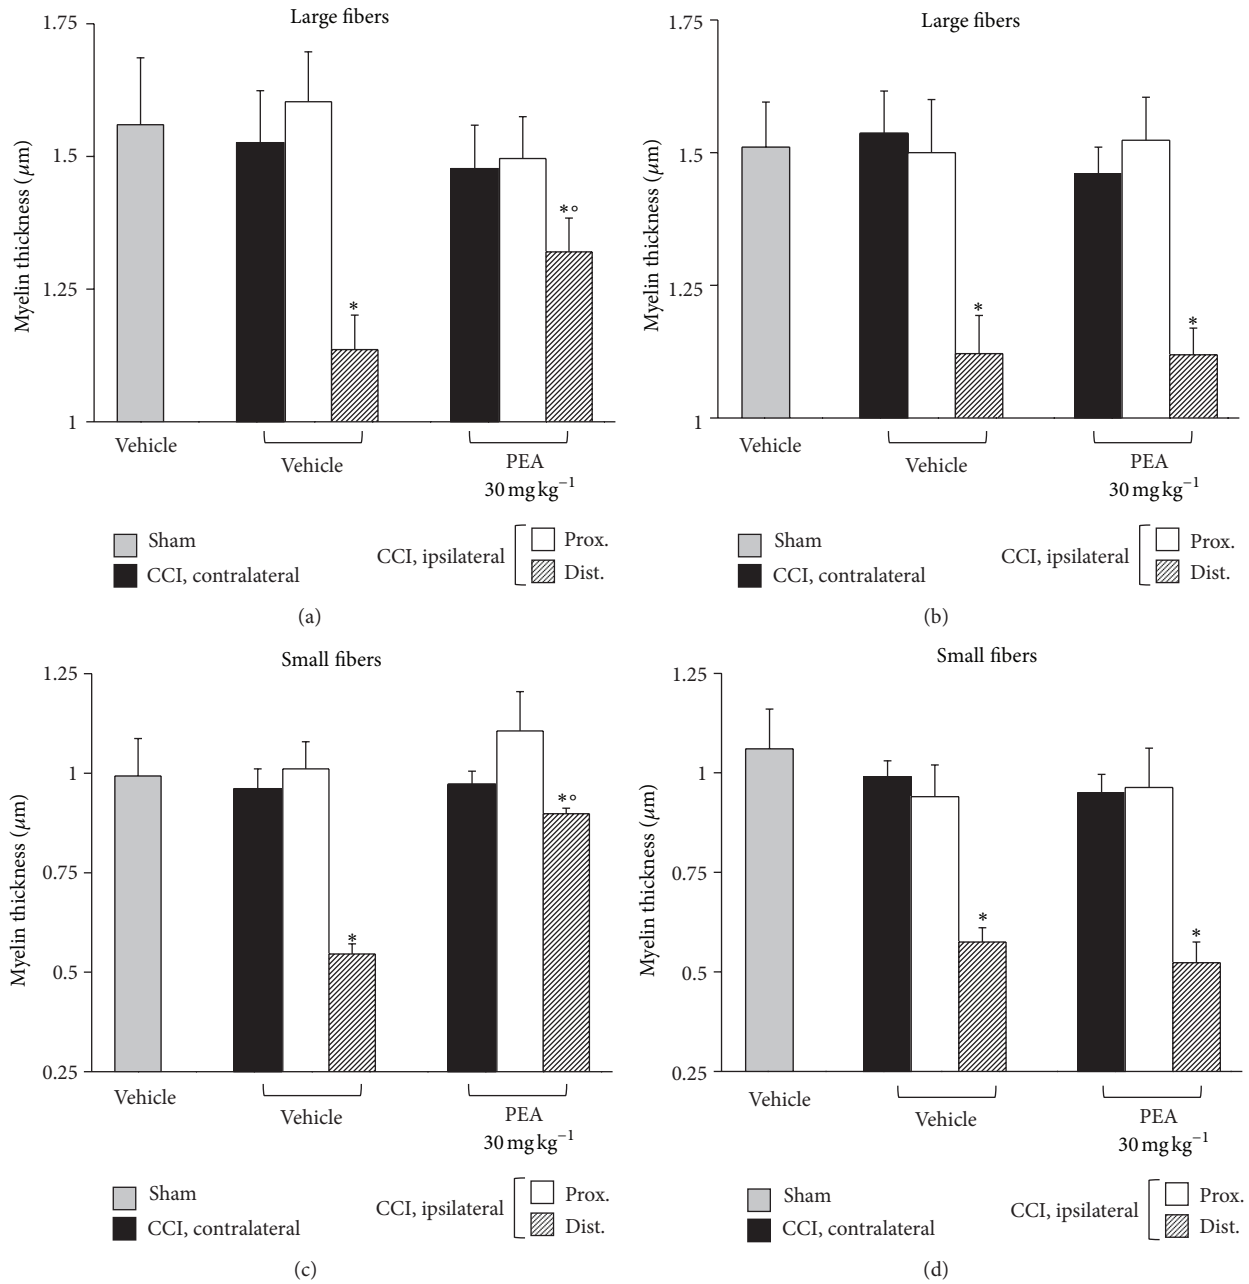 Large fibers
1.75
1.5
1.25
1
Myelin thickness (μm)
*
*°
Vehicle
Vehicle
PEA
30 mg kg⁻¹
Sham
CCI, contralateral
CCI, ipsilateral
Prox.
Dist.
(a)
Large fibers
1.75
1.5
1.25
1
Myelin thickness (μm)
*
*
Vehicle
Vehicle
PEA
30 mg kg⁻¹
Sham
CCI, contralateral
CCI, ipsilateral
Prox.
Dist.
(b)
Small fibers
1.25
1
0.75
0.5
0.25
Myelin thickness (μm)
*
*°
Vehicle
Vehicle
PEA
30 mg kg⁻¹
Sham
CCI, contralateral
CCI, ipsilateral
Prox.
Dist.
(c)
Small fibers
1.25
1
0.75
0.5
0.25
Myelin thickness (μm)
*
*
Vehicle
Vehicle
PEA
30 mg kg⁻¹
Sham
CCI, contralateral
CCI, ipsilateral
Prox.
Dist.
(d)